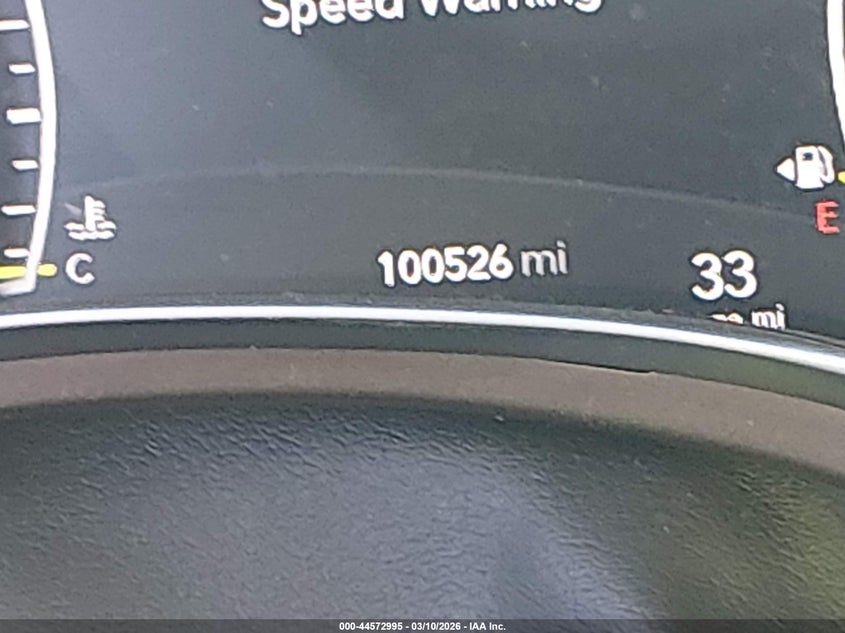 Speed Warning
E
C
100526 mi
33
mi
000-44572995 - 03/10/2026 - IAA Inc.